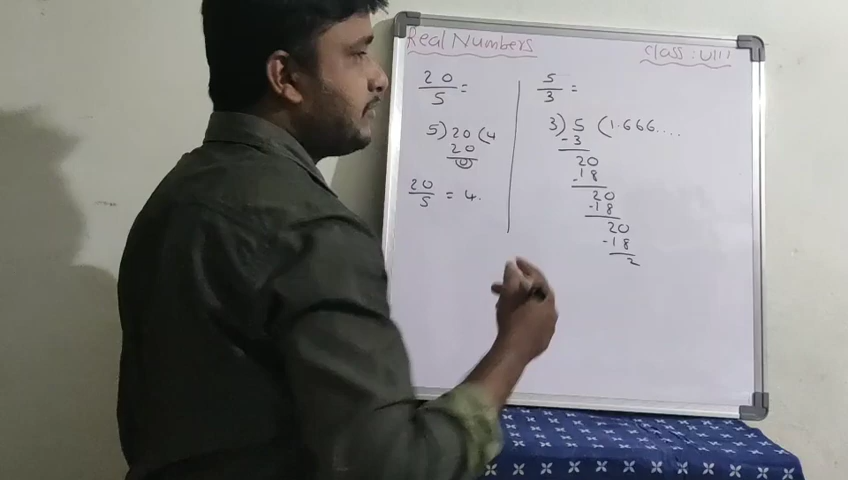 Real Numbers
Class : VIII
20/5 =
5) 20 (4
20
0
20/5 = 4.
5/3 =
3) 5 (1.666....
-3
20
-18
20
-18
20
-18
2